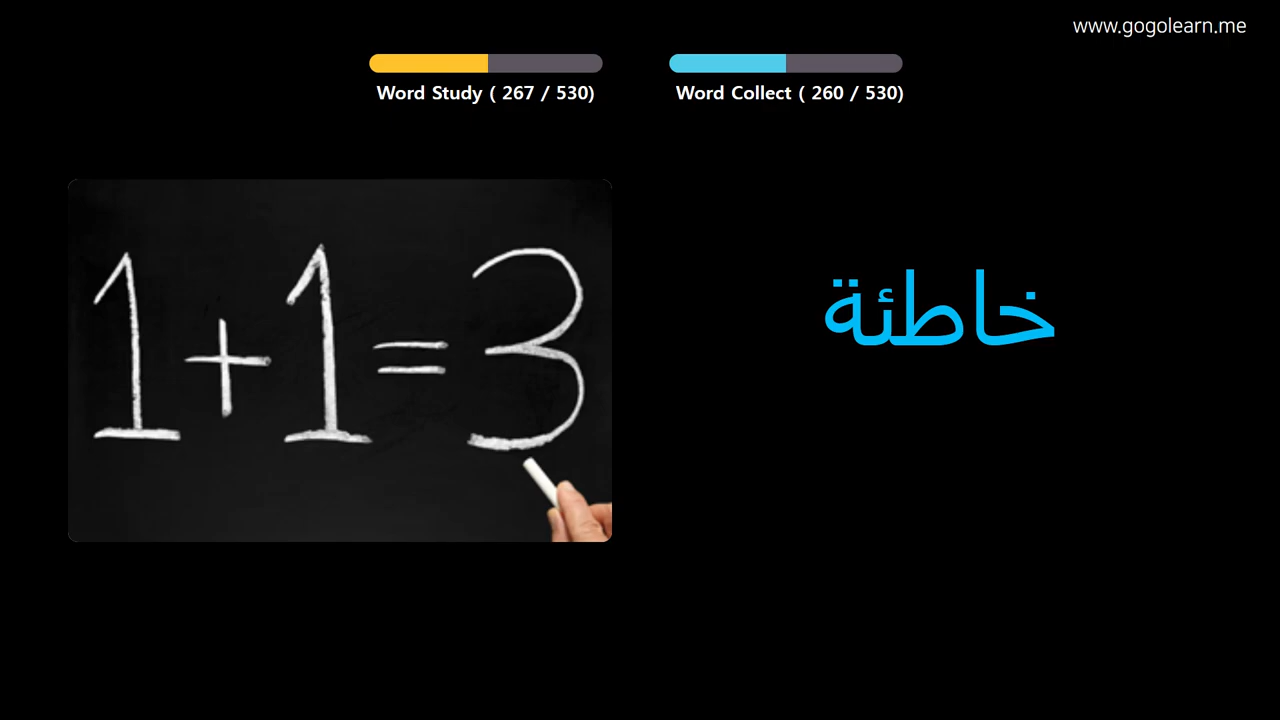 www.gogolearn.me
Word Study ( 267 / 530)
Word Collect ( 260 / 530)
1+1=3
خاطئة